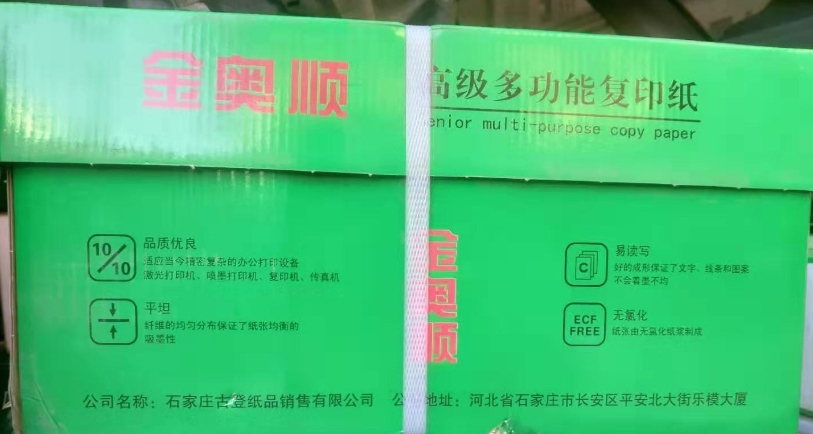 金奥顺
高级多功能复印纸
enior multi-purpose copy paper
10/10
品质优良
适应当今精密复杂的办公打印设备
激光打印机、喷墨打印机、复印机、传真机
平坦
纤维的均匀分布保证了纸张均衡的
吸墨性
金奥顺
C
易读写
好的成形保证了文字、线条和图案
不会着墨不均
ECF
FREE
无氯化
纸张由无氯化纸浆制成
公司名称：石家庄古登纸品销售有限公司
公 地址：河北省石家庄市长安区平安北大街乐模大厦